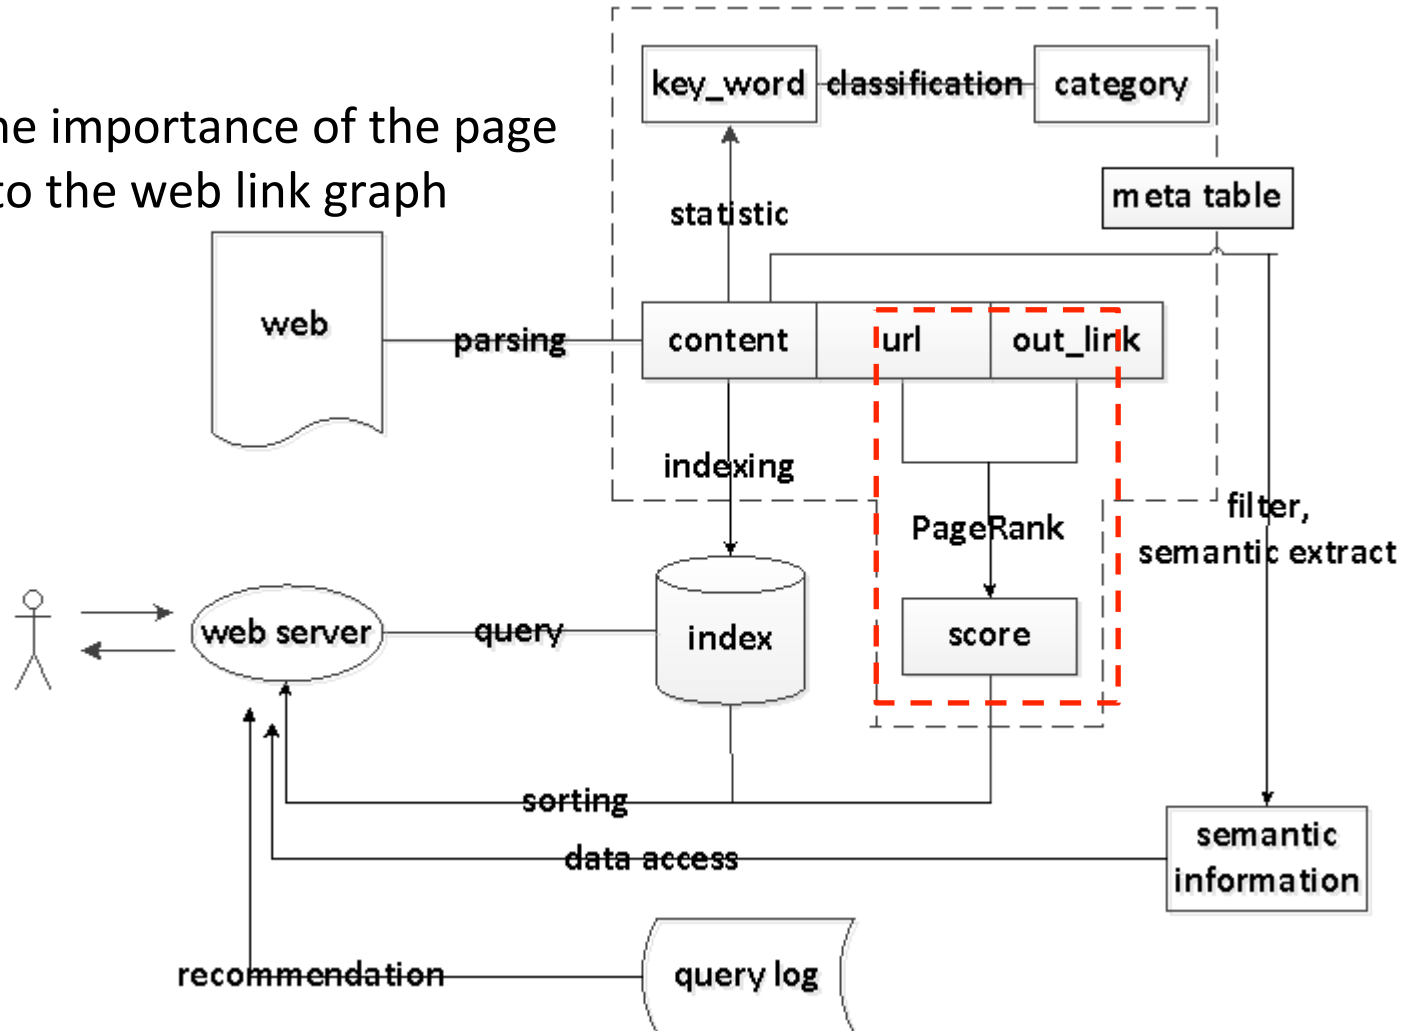 key_word classification category
he importance of the page
to the web link graph
meta table
statistic
web
parsing
content url out_link
indexing
filter,
semantic extract
PageRank
web server
query
index
score
sorting
semantic
information
data access
recommendation
query log